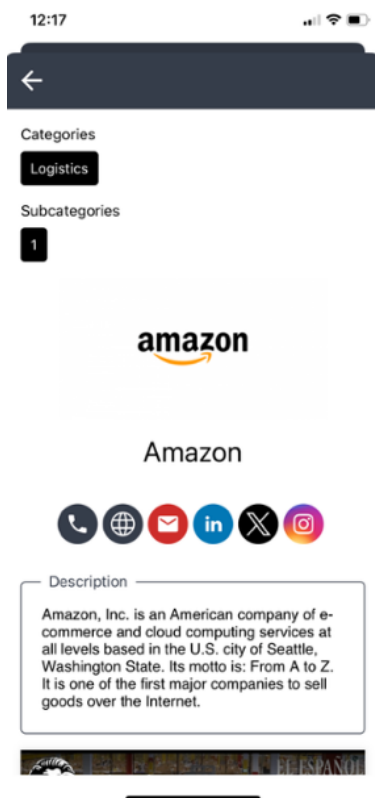 12:17
Categories
Logistics
Subcategories
1
amazon
Amazon
in
Description
Amazon, Inc. is an American company of e-
commerce and cloud computing services at
all levels based in the U.S. city of Seattle,
Washington State. Its motto is: From A to Z.
It is one of the first major companies to sell
goods over the Internet.
EL ESPAÑOL